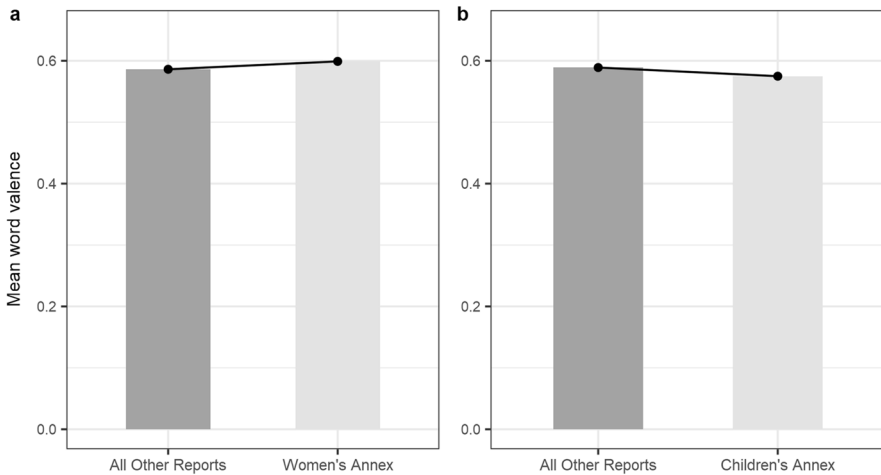 a
b
Mean word valence
0.6
0.4
0.2
0.0
All Other Reports
Women's Annex
0.6
0.4
0.2
0.0
All Other Reports
Children's Annex